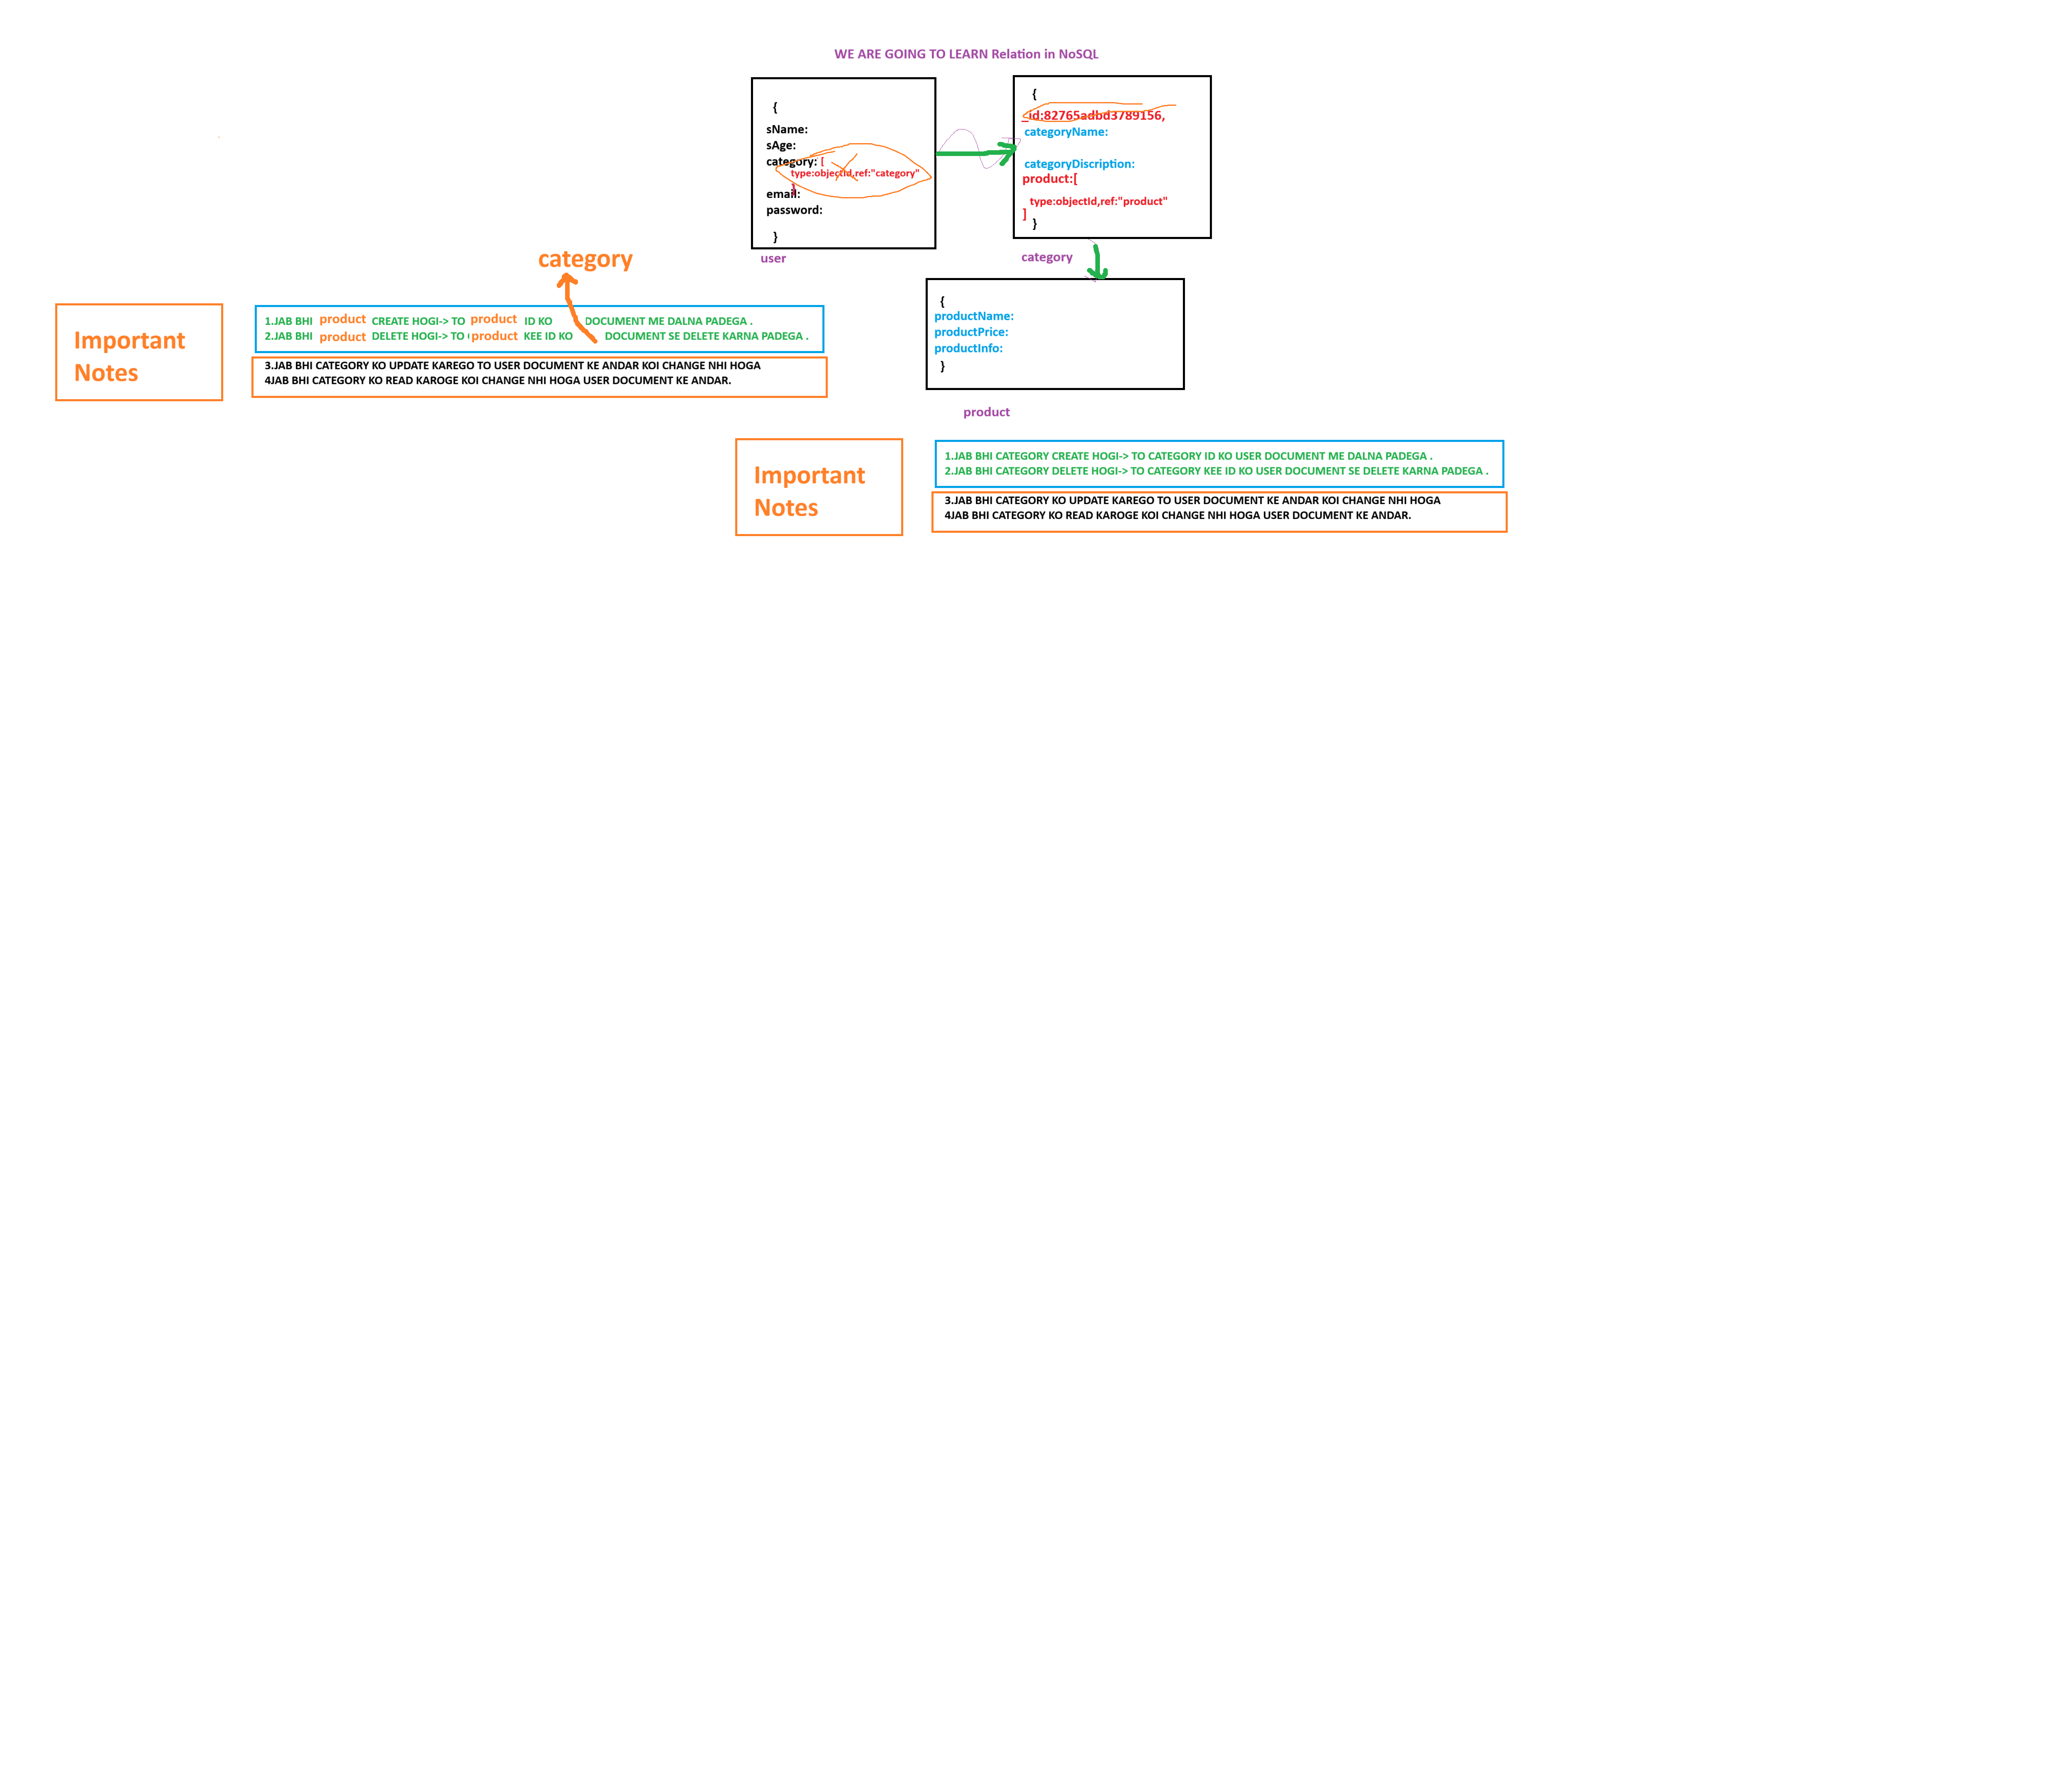 WE ARE GOING TO LEARN Relation in NoSQL
{
sName:
sAge:
category: [
type:objectId,ref:"category"
]
email:
password:
}
user
{
_id:82765adbd3789156,
categoryName:
categoryDiscription:
product:[
type:objectId,ref:"product"
]
}
category
{
productName:
productPrice:
productInfo:
}
product
category
Important
Notes
1.JAB BHI product CREATE HOGI-> TO product ID KO DOCUMENT ME DALNA PADEGA .
2.JAB BHI product DELETE HOGI-> TO product KEE ID KO DOCUMENT SE DELETE KARNA PADEGA .
3.JAB BHI CATEGORY KO UPDATE KAREGO TO USER DOCUMENT KE ANDAR KOI CHANGE NHI HOGA
4JAB BHI CATEGORY KO READ KAROGE KOI CHANGE NHI HOGA USER DOCUMENT KE ANDAR.
Important
Notes
1.JAB BHI CATEGORY CREATE HOGI-> TO CATEGORY ID KO USER DOCUMENT ME DALNA PADEGA .
2.JAB BHI CATEGORY DELETE HOGI-> TO CATEGORY KEE ID KO USER DOCUMENT SE DELETE KARNA PADEGA .
3.JAB BHI CATEGORY KO UPDATE KAREGO TO USER DOCUMENT KE ANDAR KOI CHANGE NHI HOGA
4JAB BHI CATEGORY KO READ KAROGE KOI CHANGE NHI HOGA USER DOCUMENT KE ANDAR.